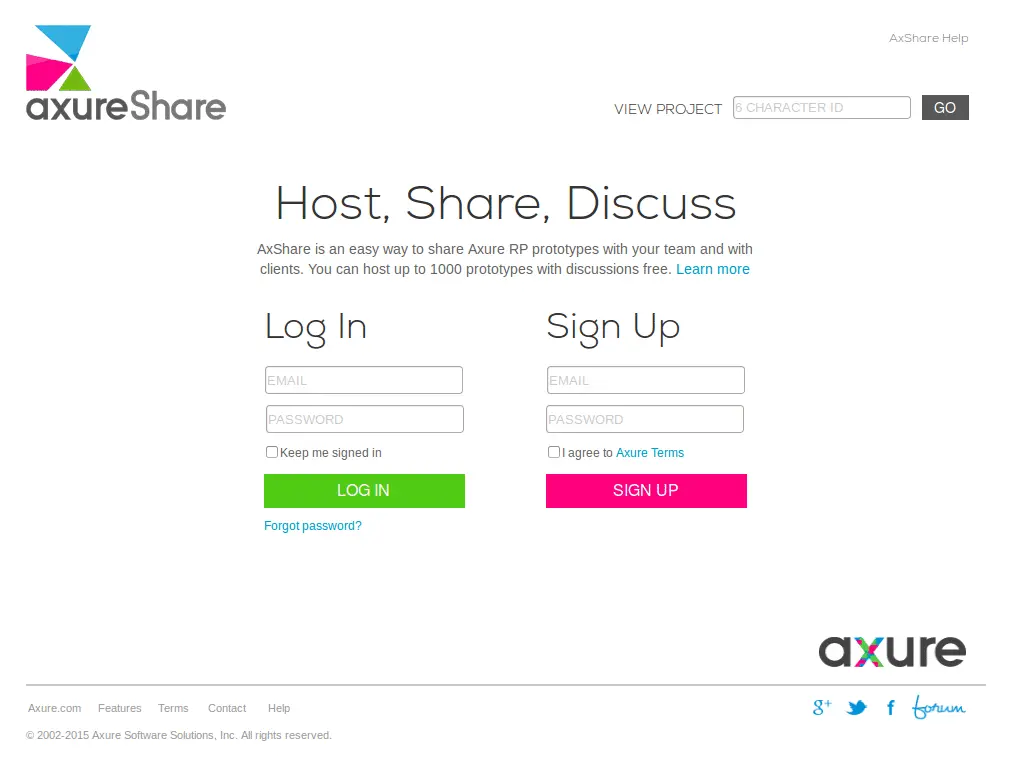 AxShare Help
axureShare
VIEW PROJECT 6 CHARACTER ID GO
Host, Share, Discuss
AxShare is an easy way to share Axure RP prototypes with your team and with
clients. You can host up to 1000 prototypes with discussions free. Learn more
Log In
EMAIL
PASSWORD
Keep me signed in
LOG IN
Forgot password?
Sign Up
EMAIL
PASSWORD
I agree to Axure Terms
SIGN UP
axure
Axure.com Features Terms Contact Help
g+ f forum
© 2002-2015 Axure Software Solutions, Inc. All rights reserved.